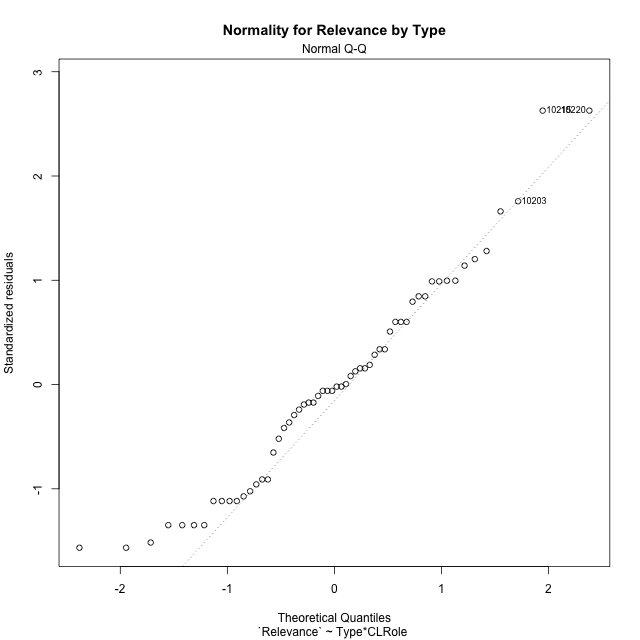 Normality for Relevance by Type
Normal Q-Q
3
2
1
0
-1
Standardized residuals
10220
10203
-2
-1
0
1
2
Theoretical Quantiles
`Relevance` ~ Type*CLRole